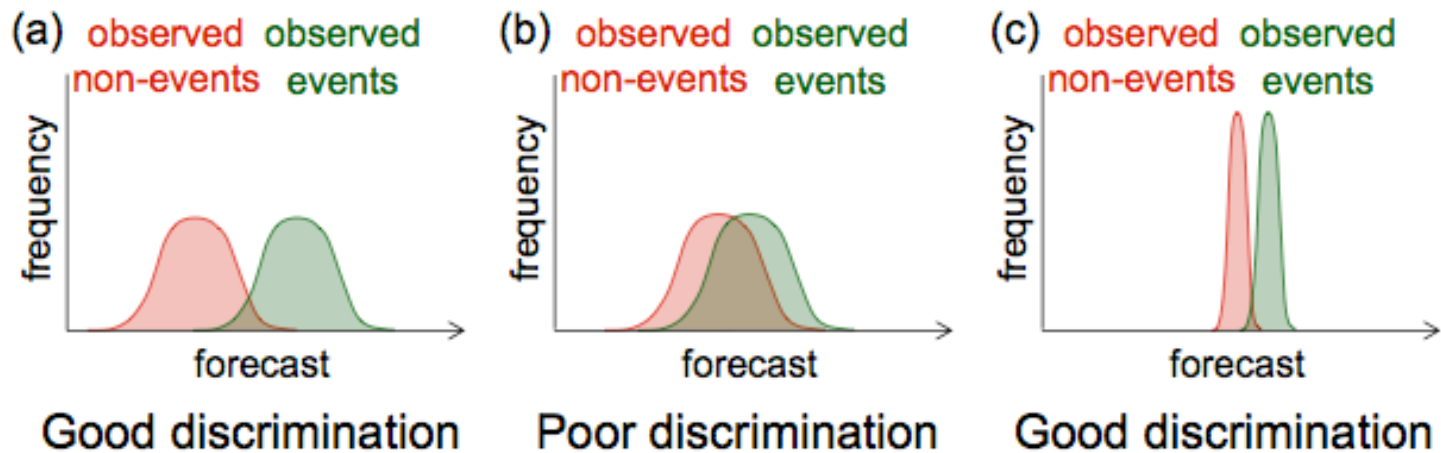 (a) observed observed
non-events events
frequency
forecast
Good discrimination
(b) observed observed
non-events events
frequency
forecast
Poor discrimination
(c) observed observed
non-events events
frequency
forecast
Good discrimination